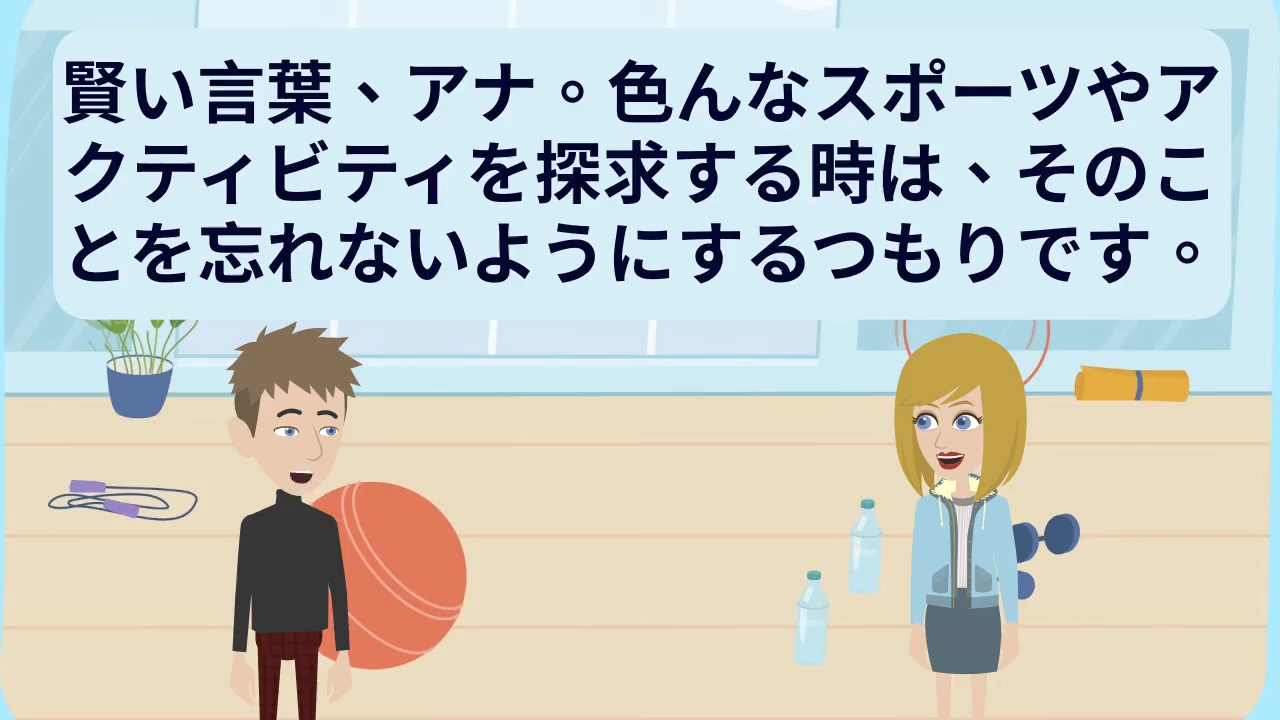 賢い言葉、アナ。色んなスポーツやア
クティビティを探求する時は、そのこ
とを忘れないようにするつもりです。